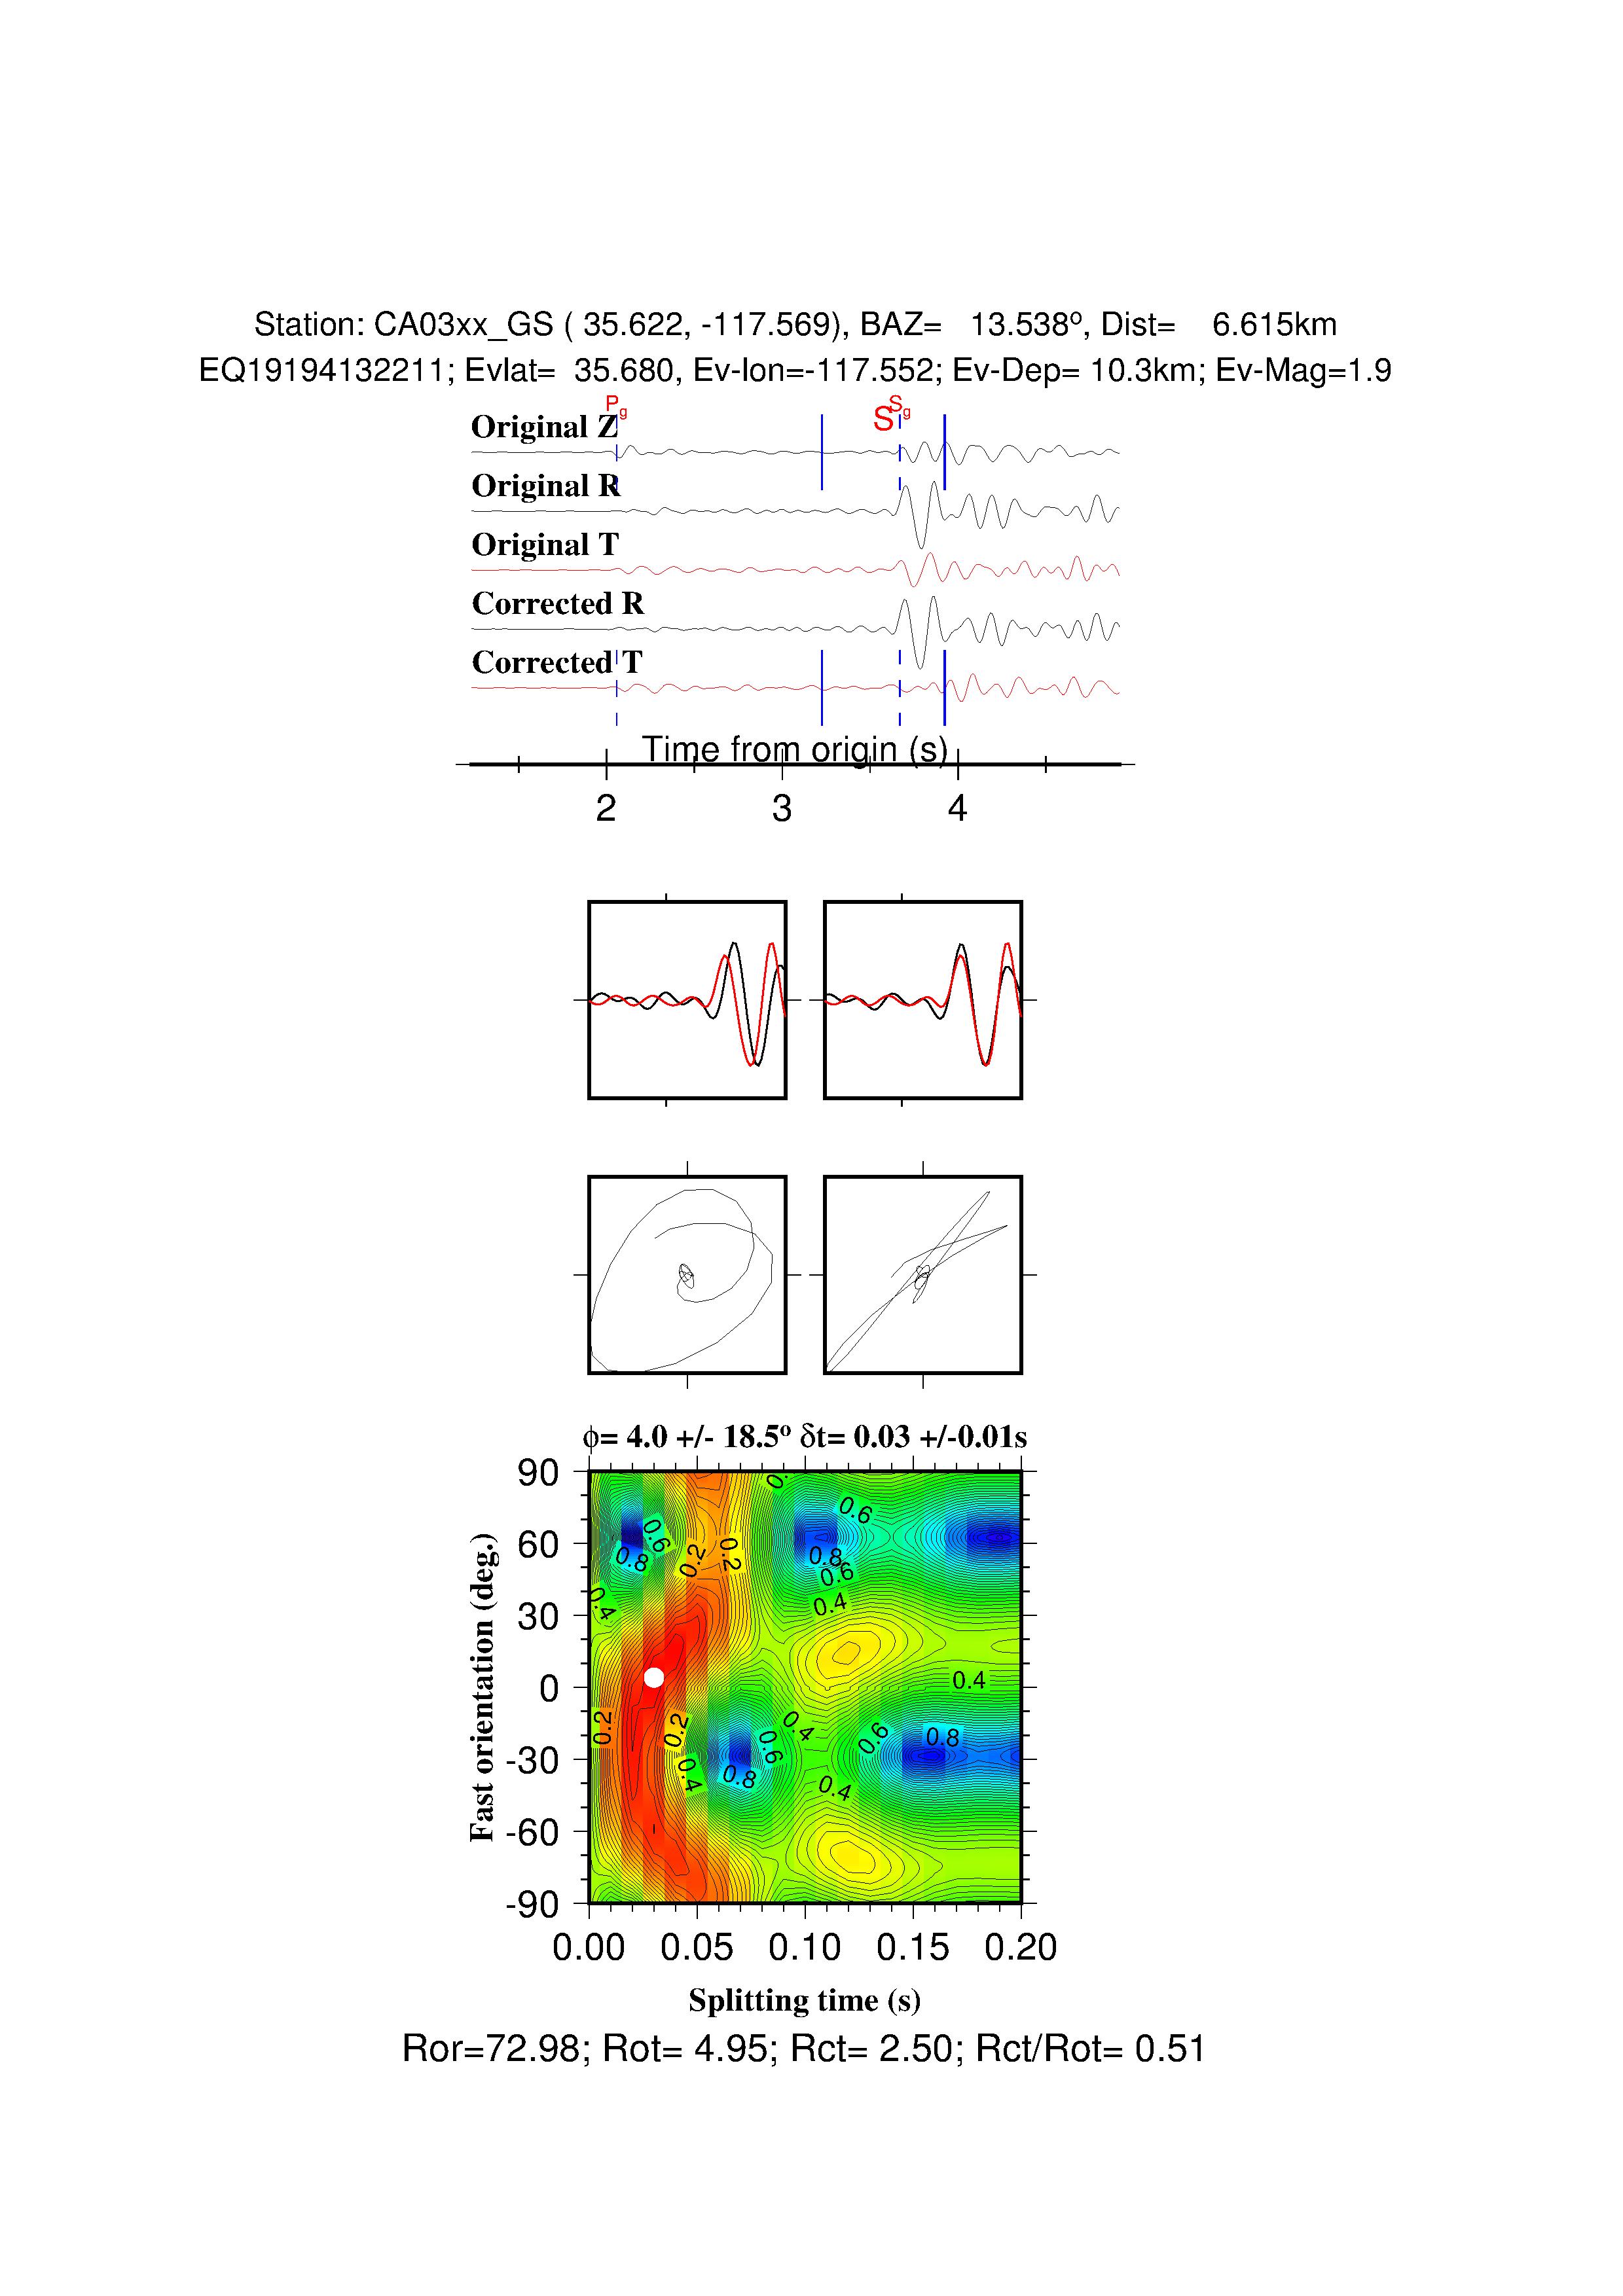 Station: CA03xx_GS ( 35.622, -117.569), BAZ=   13.538º, Dist=    6.615km
EQ19194132211; Evlat=  35.680, Ev-lon=-117.552; Ev-Dep= 10.3km; Ev-Mag=1.9
Pg
S Sg
Original Z
Original R
Original T
Corrected R
Corrected T
Time from origin (s)
2 3 4
ϕ= 4.0 +/- 18.5º δt= 0.03 +/-0.01s
90
60
30
0
-30
-60
-90
Fast orientation (deg.)
0.
0.6
0.6
0.8
0.2
0.2
0.8
0.6
0.4
0.4
0.4
0.2
0.2
0.4
0.6
0.8
0.4
0.6
0.8
0.4
0.00 0.05 0.10 0.15 0.20
Splitting time (s)
Ror=72.98; Rot= 4.95; Rct= 2.50; Rct/Rot= 0.51